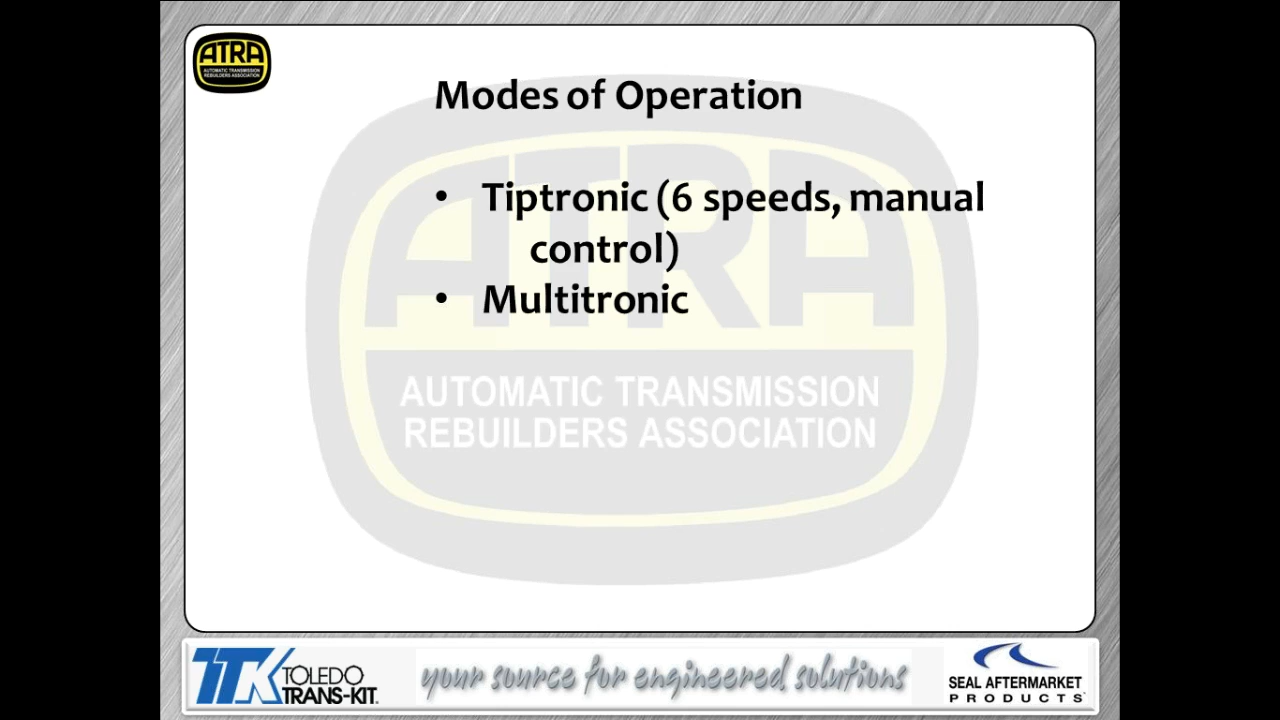 ATRA
AUTOMATIC TRANSMISSION
REBUILDERS ASSOCIATION
Modes of Operation
• Tiptronic (6 speeds, manual
control)
• Multitronic
ATRA
AUTOMATIC TRANSMISSION
REBUILDERS ASSOCIATION
TTK TOLEDO
TRANS-KIT.
your source for engineered solutions
SEAL AFTERMARKET
PRODUCTS